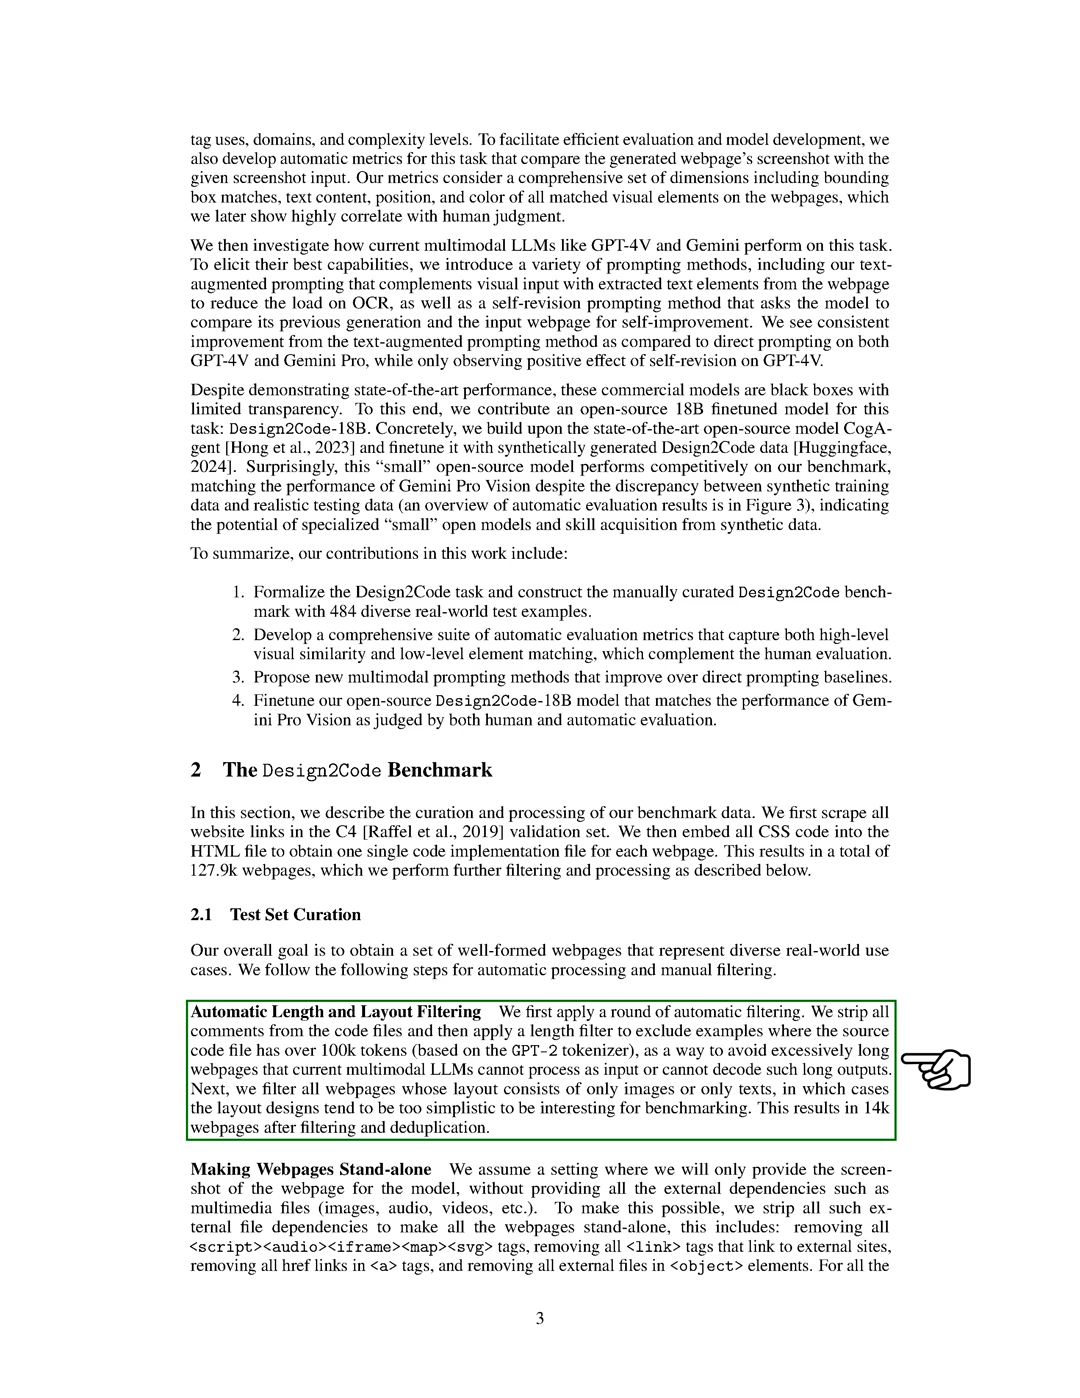 tag uses, domains, and complexity levels. To facilitate efficient evaluation and model development, we
also develop automatic metrics for this task that compare the generated webpage's screenshot with the
given screenshot input. Our metrics consider a comprehensive set of dimensions including bounding
box matches, text content, position, and color of all matched visual elements on the webpages, which
we later show highly correlate with human judgment.
We then investigate how current multimodal LLMs like GPT-4V and Gemini perform on this task.
To elicit their best capabilities, we introduce a variety of prompting methods, including our text-
augmented prompting that complements visual input with extracted text elements from the webpage
to reduce the load on OCR, as well as a self-revision prompting method that asks the model to
compare its previous generation and the input webpage for self-improvement. We see consistent
improvement from the text-augmented prompting method as compared to direct prompting on both
GPT-4V and Gemini Pro, while only observing positive effect of self-revision on GPT-4V.
Despite demonstrating state-of-the-art performance, these commercial models are black boxes with
limited transparency. To this end, we contribute an open-source 18B finetuned model for this
task: Design2Code-18B. Concretely, we build upon the state-of-the-art open-source model CogA-
gent [Hong et al., 2023] and finetune it with synthetically generated Design2Code data [Huggingface,
2024]. Surprisingly, this “small” open-source model performs competitively on our benchmark,
matching the performance of Gemini Pro Vision despite the discrepancy between synthetic training
data and realistic testing data (an overview of automatic evaluation results is in Figure 3), indicating
the potential of specialized “small” open models and skill acquisition from synthetic data.
To summarize, our contributions in this work include:
1. Formalize the Design2Code task and construct the manually curated Design2Code bench-
mark with 484 diverse real-world test examples.
2. Develop a comprehensive suite of automatic evaluation metrics that capture both high-level
visual similarity and low-level element matching, which complement the human evaluation.
3. Propose new multimodal prompting methods that improve over direct prompting baselines.
4. Finetune our open-source Design2Code-18B model that matches the performance of Gem-
ini Pro Vision as judged by both human and automatic evaluation.
2 The Design2Code Benchmark
In this section, we describe the curation and processing of our benchmark data. We first scrape all
website links in the C4 [Raffel et al., 2019] validation set. We then embed all CSS code into the
HTML file to obtain one single code implementation file for each webpage. This results in a total of
127.9k webpages, which we perform further filtering and processing as described below.
2.1 Test Set Curation
Our overall goal is to obtain a set of well-formed webpages that represent diverse real-world use
cases. We follow the following steps for automatic processing and manual filtering.
Automatic Length and Layout Filtering We first apply a round of automatic filtering. We strip all
comments from the code files and then apply a length filter to exclude examples where the source
code file has over 100k tokens (based on the GPT-2 tokenizer), as a way to avoid excessively long
webpages that current multimodal LLMs cannot process as input or cannot decode such long outputs.
Next, we filter all webpages whose layout consists of only images or only texts, in which cases
the layout designs tend to be too simplistic to be interesting for benchmarking. This results in 14k
webpages after filtering and deduplication.
Making Webpages Stand-alone We assume a setting where we will only provide the screen-
shot of the webpage for the model, without providing all the external dependencies such as
multimedia files (images, audio, videos, etc.). To make this possible, we strip all such ex-
ternal file dependencies to make all the webpages stand-alone, this includes: removing all
<script><audio><iframe><map><svg> tags, removing all <link> tags that link to external sites,
removing all href links in <a> tags, and removing all external files in <object> elements. For all the
3